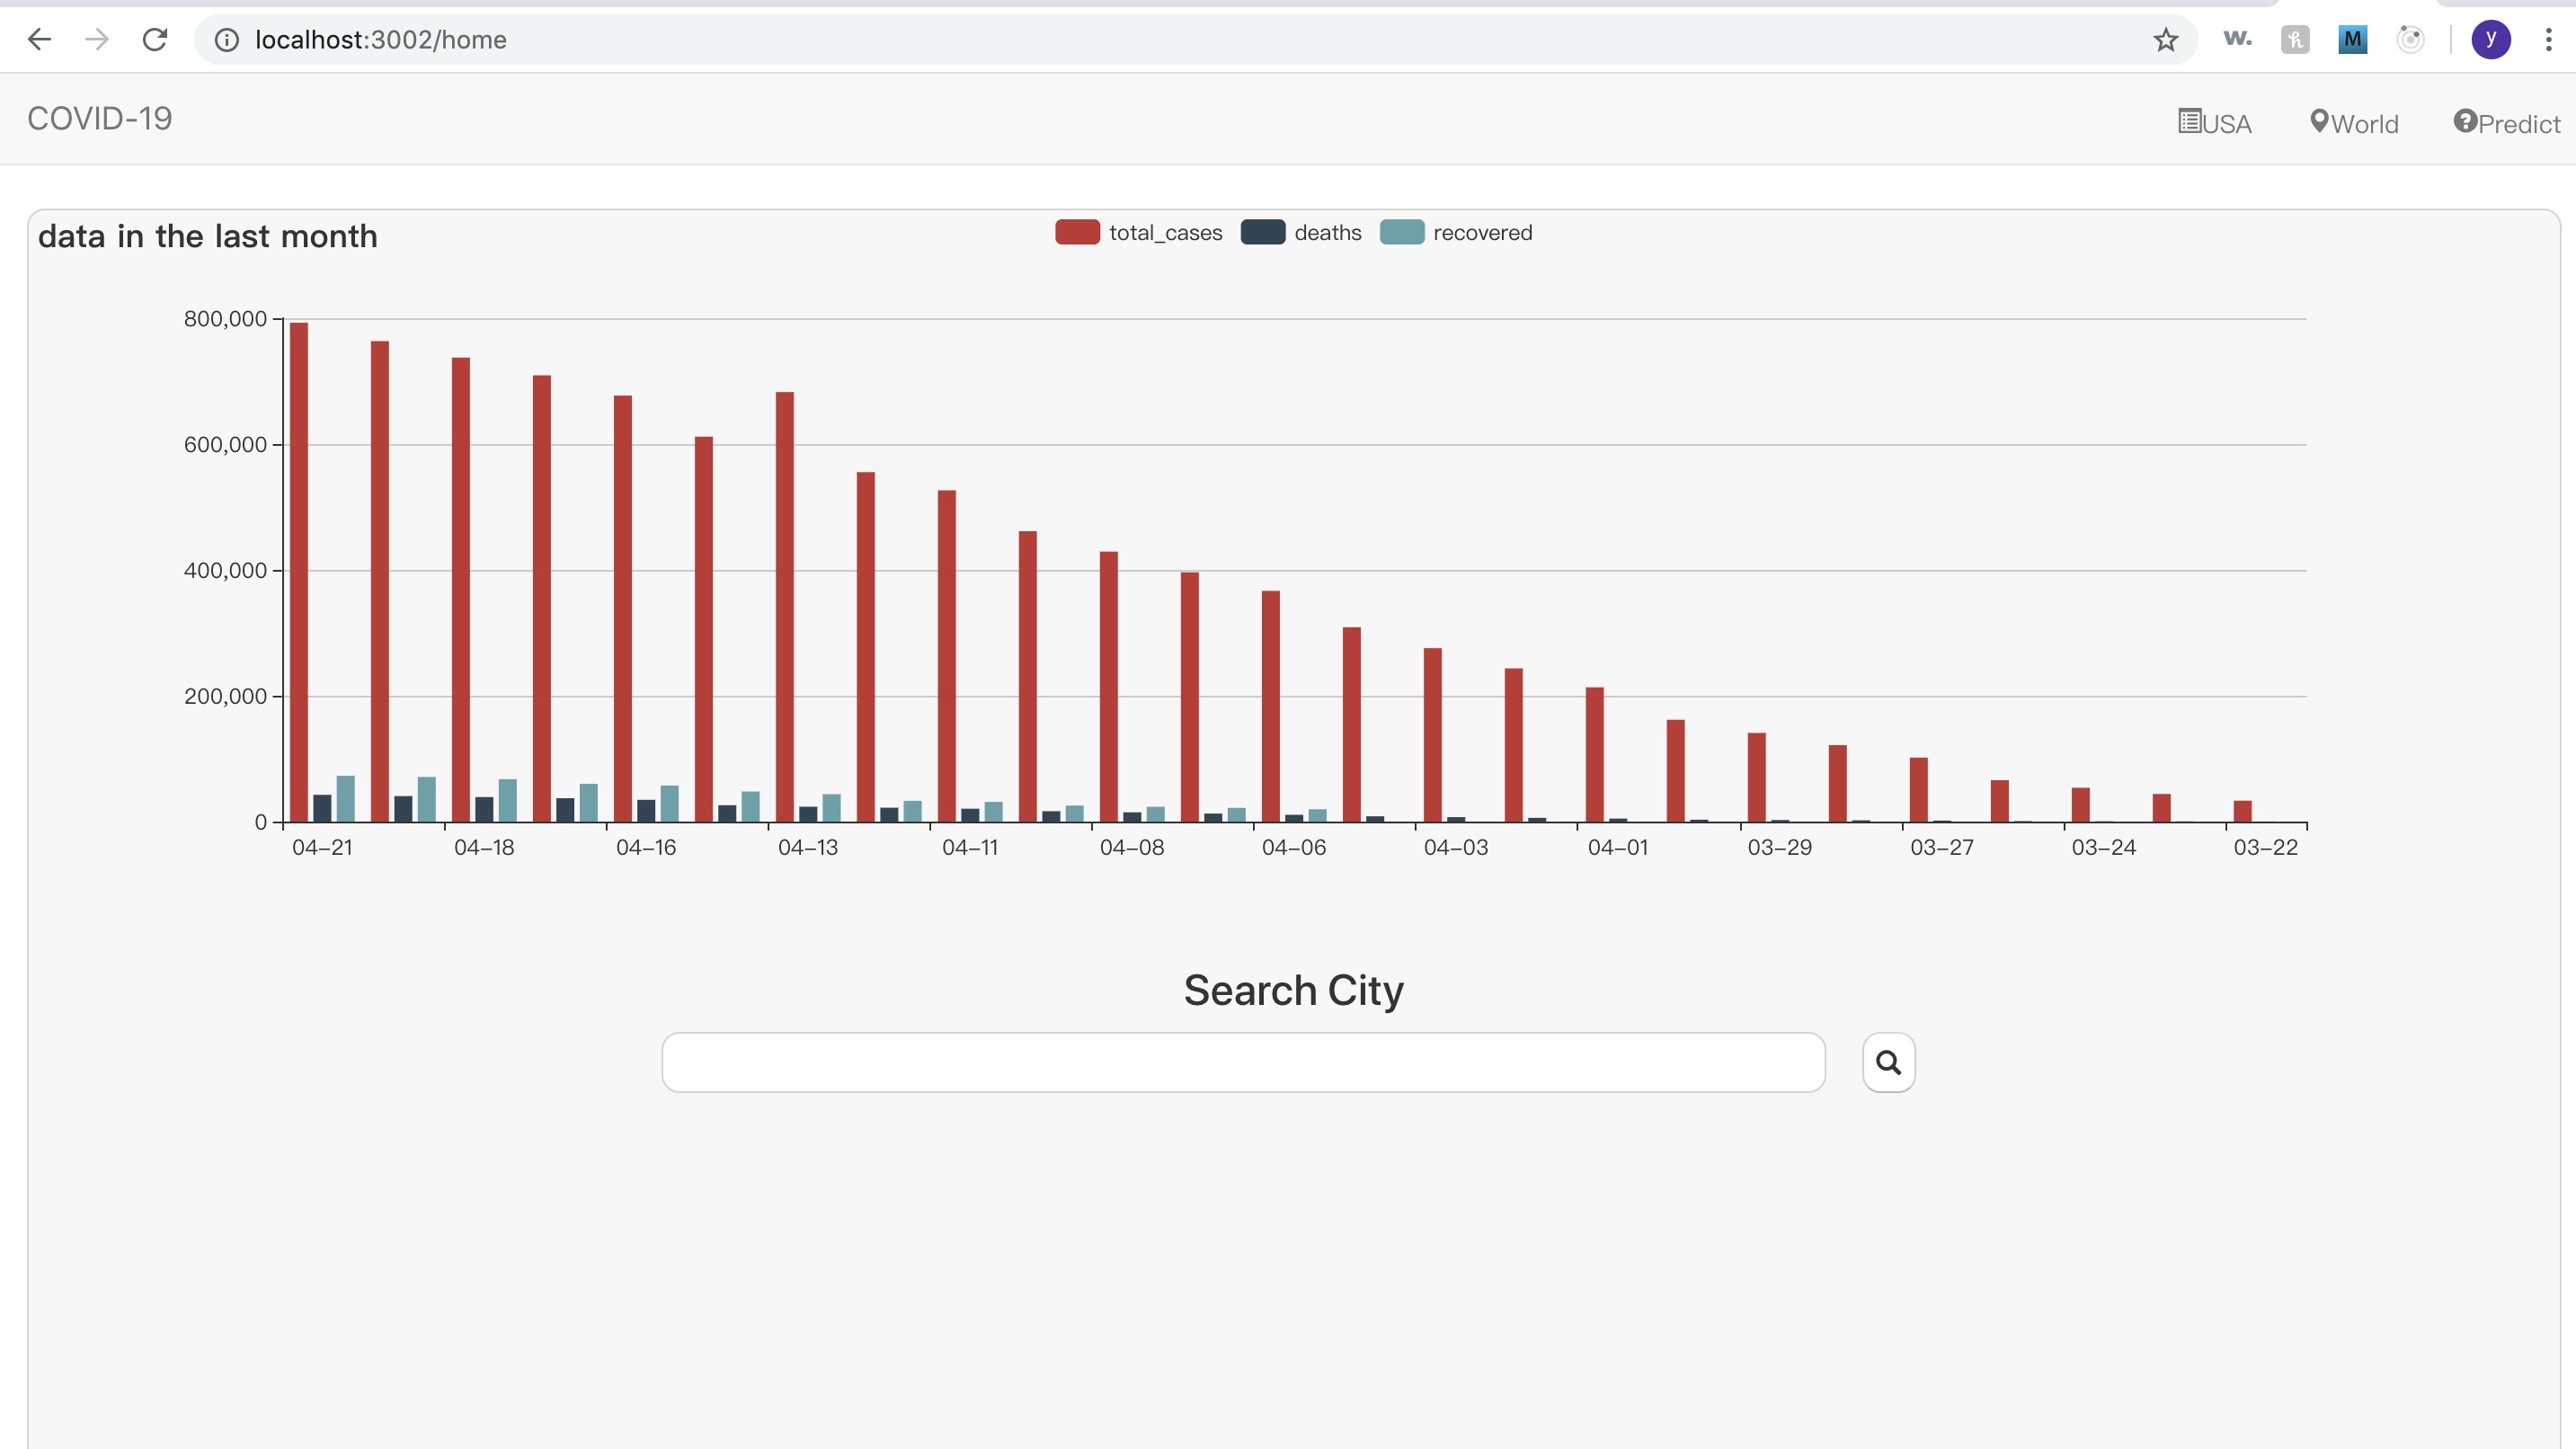 localhost:3002/home
w.
h
M
y
COVID-19
USA
World
Predict
data in the last month
total_cases
deaths
recovered
800,000
600,000
400,000
200,000
0
04–21
04–18
04–16
04–13
04–11
04–08
04–06
04–03
04–01
03–29
03–27
03–24
03–22
Search City